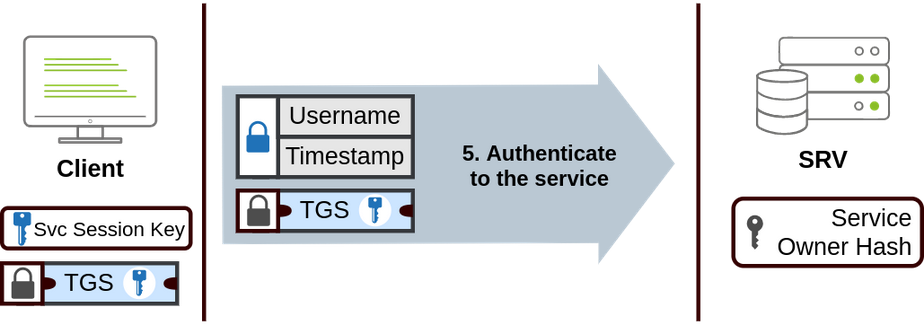 Client
Svc Session Key
TGS
Username
Timestamp
TGS
5. Authenticate
to the service
SRV
Service
Owner Hash